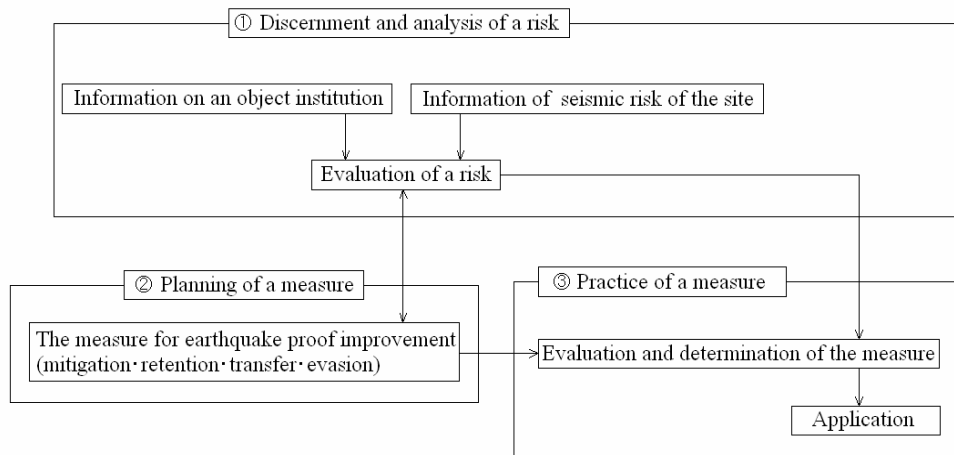 ① Discernment and analysis of a risk
Information on an object institution
Information of seismic risk of the site
Evaluation of a risk
② Planning of a measure
③ Practice of a measure
The measure for earthquake proof improvement
(mitigation･retention･transfer･evasion)
Evaluation and determination of the measure
Application